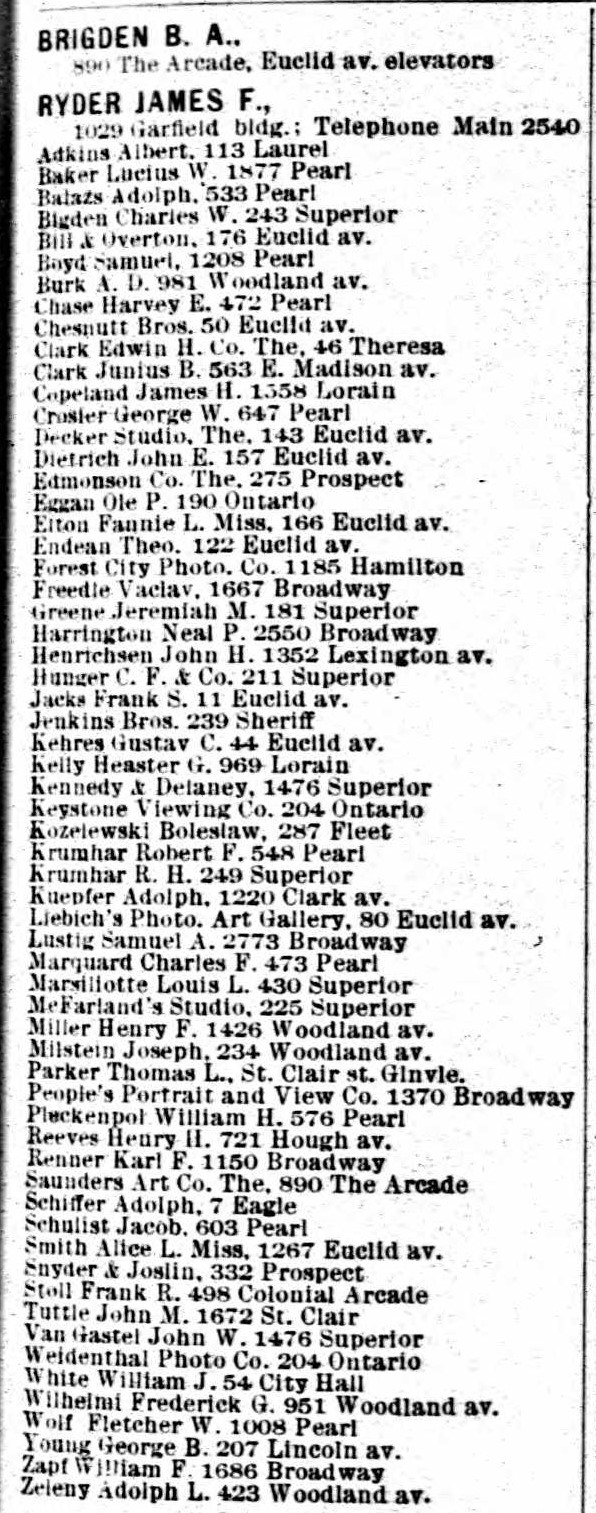 BRIGDEN B. A.,
890 The Arcade, Euclid av. elevators
RYDER JAMES F.,
1029 Garfield bldg.; Telephone Main 2540
Adkins Albert, 113 Laurel
Baker Lucius W. 1877 Pearl
Balazs Adolph, 533 Pearl
Bigden Charles W. 243 Superior
Bill & Overton, 176 Euclid av.
Boyd Samuel, 1208 Pearl
Burk A. D. 981 Woodland av.
Chase Harvey E. 472 Pearl
Chesnutt Bros. 50 Euclid av.
Clark Edwin H. Co. The, 46 Theresa
Clark Junius B. 563 E. Madison av.
Copeland James H. 1558 Lorain
Crosier George W. 647 Pearl
Decker Studio, The, 143 Euclid av.
Dietrich John E. 157 Euclid av.
Edmonson Co. The, 275 Prospect
Eggan Ole P. 190 Ontario
Elton Fannie L. Miss, 166 Euclid av.
Endean Theo. 122 Euclid av.
Forest City Photo. Co. 1185 Hamilton
Freedle Vaclav, 1667 Broadway
Greene Jeremiah M. 181 Superior
Harrington Neal P. 2550 Broadway
Henrichsen John H. 1352 Lexington av.
Hunger C. F. & Co. 211 Superior
Jacks Frank S. 11 Euclid av.
Jenkins Bros. 239 Sheriff
Kehres Gustav C. 44 Euclid av.
Kelly Heaster G. 969 Lorain
Kennedy & Delaney, 1476 Superior
Keystone Viewing Co. 204 Ontario
Kozelewski Boleslaw, 287 Fleet
Krumhar Robert F. 548 Pearl
Krumhar R. H. 249 Superior
Kuepfer Adolph, 1220 Clark av.
Liebich's Photo. Art Gallery, 80 Euclid av.
Lustig Samuel A. 2773 Broadway
Marquard Charles F. 473 Pearl
Marsillotte Louis L. 430 Superior
McFarland's Studio, 225 Superior
Miller Henry F. 1426 Woodland av.
Milstein Joseph, 234 Woodland av.
Parker Thomas L., St. Clair st. Glnvle.
People's Portrait and View Co. 1370 Broadway
Pleckenpol William H. 576 Pearl
Reeves Henry H. 721 Hough av.
Renner Karl F. 1150 Broadway
Saunders Art Co. The, 890 The Arcade
Schiffer Adolph, 7 Eagle
Schulist Jacob, 603 Pearl
Smith Alice L. Miss, 1267 Euclid av.
Snyder & Joslin, 332 Prospect
Stoll Frank R. 498 Colonial Arcade
Tuttle John M. 1672 St. Clair
Van Gastel John W. 1476 Superior
Weidenthal Photo Co. 204 Ontario
White William J. 54 City Hall
Wilhelmi Frederick G. 951 Woodland av.
Wolf Fletcher W. 1008 Pearl
Young George B. 207 Lincoln av.
Zapf William F. 1686 Broadway
Zeleny Adolph L. 423 Woodland av.